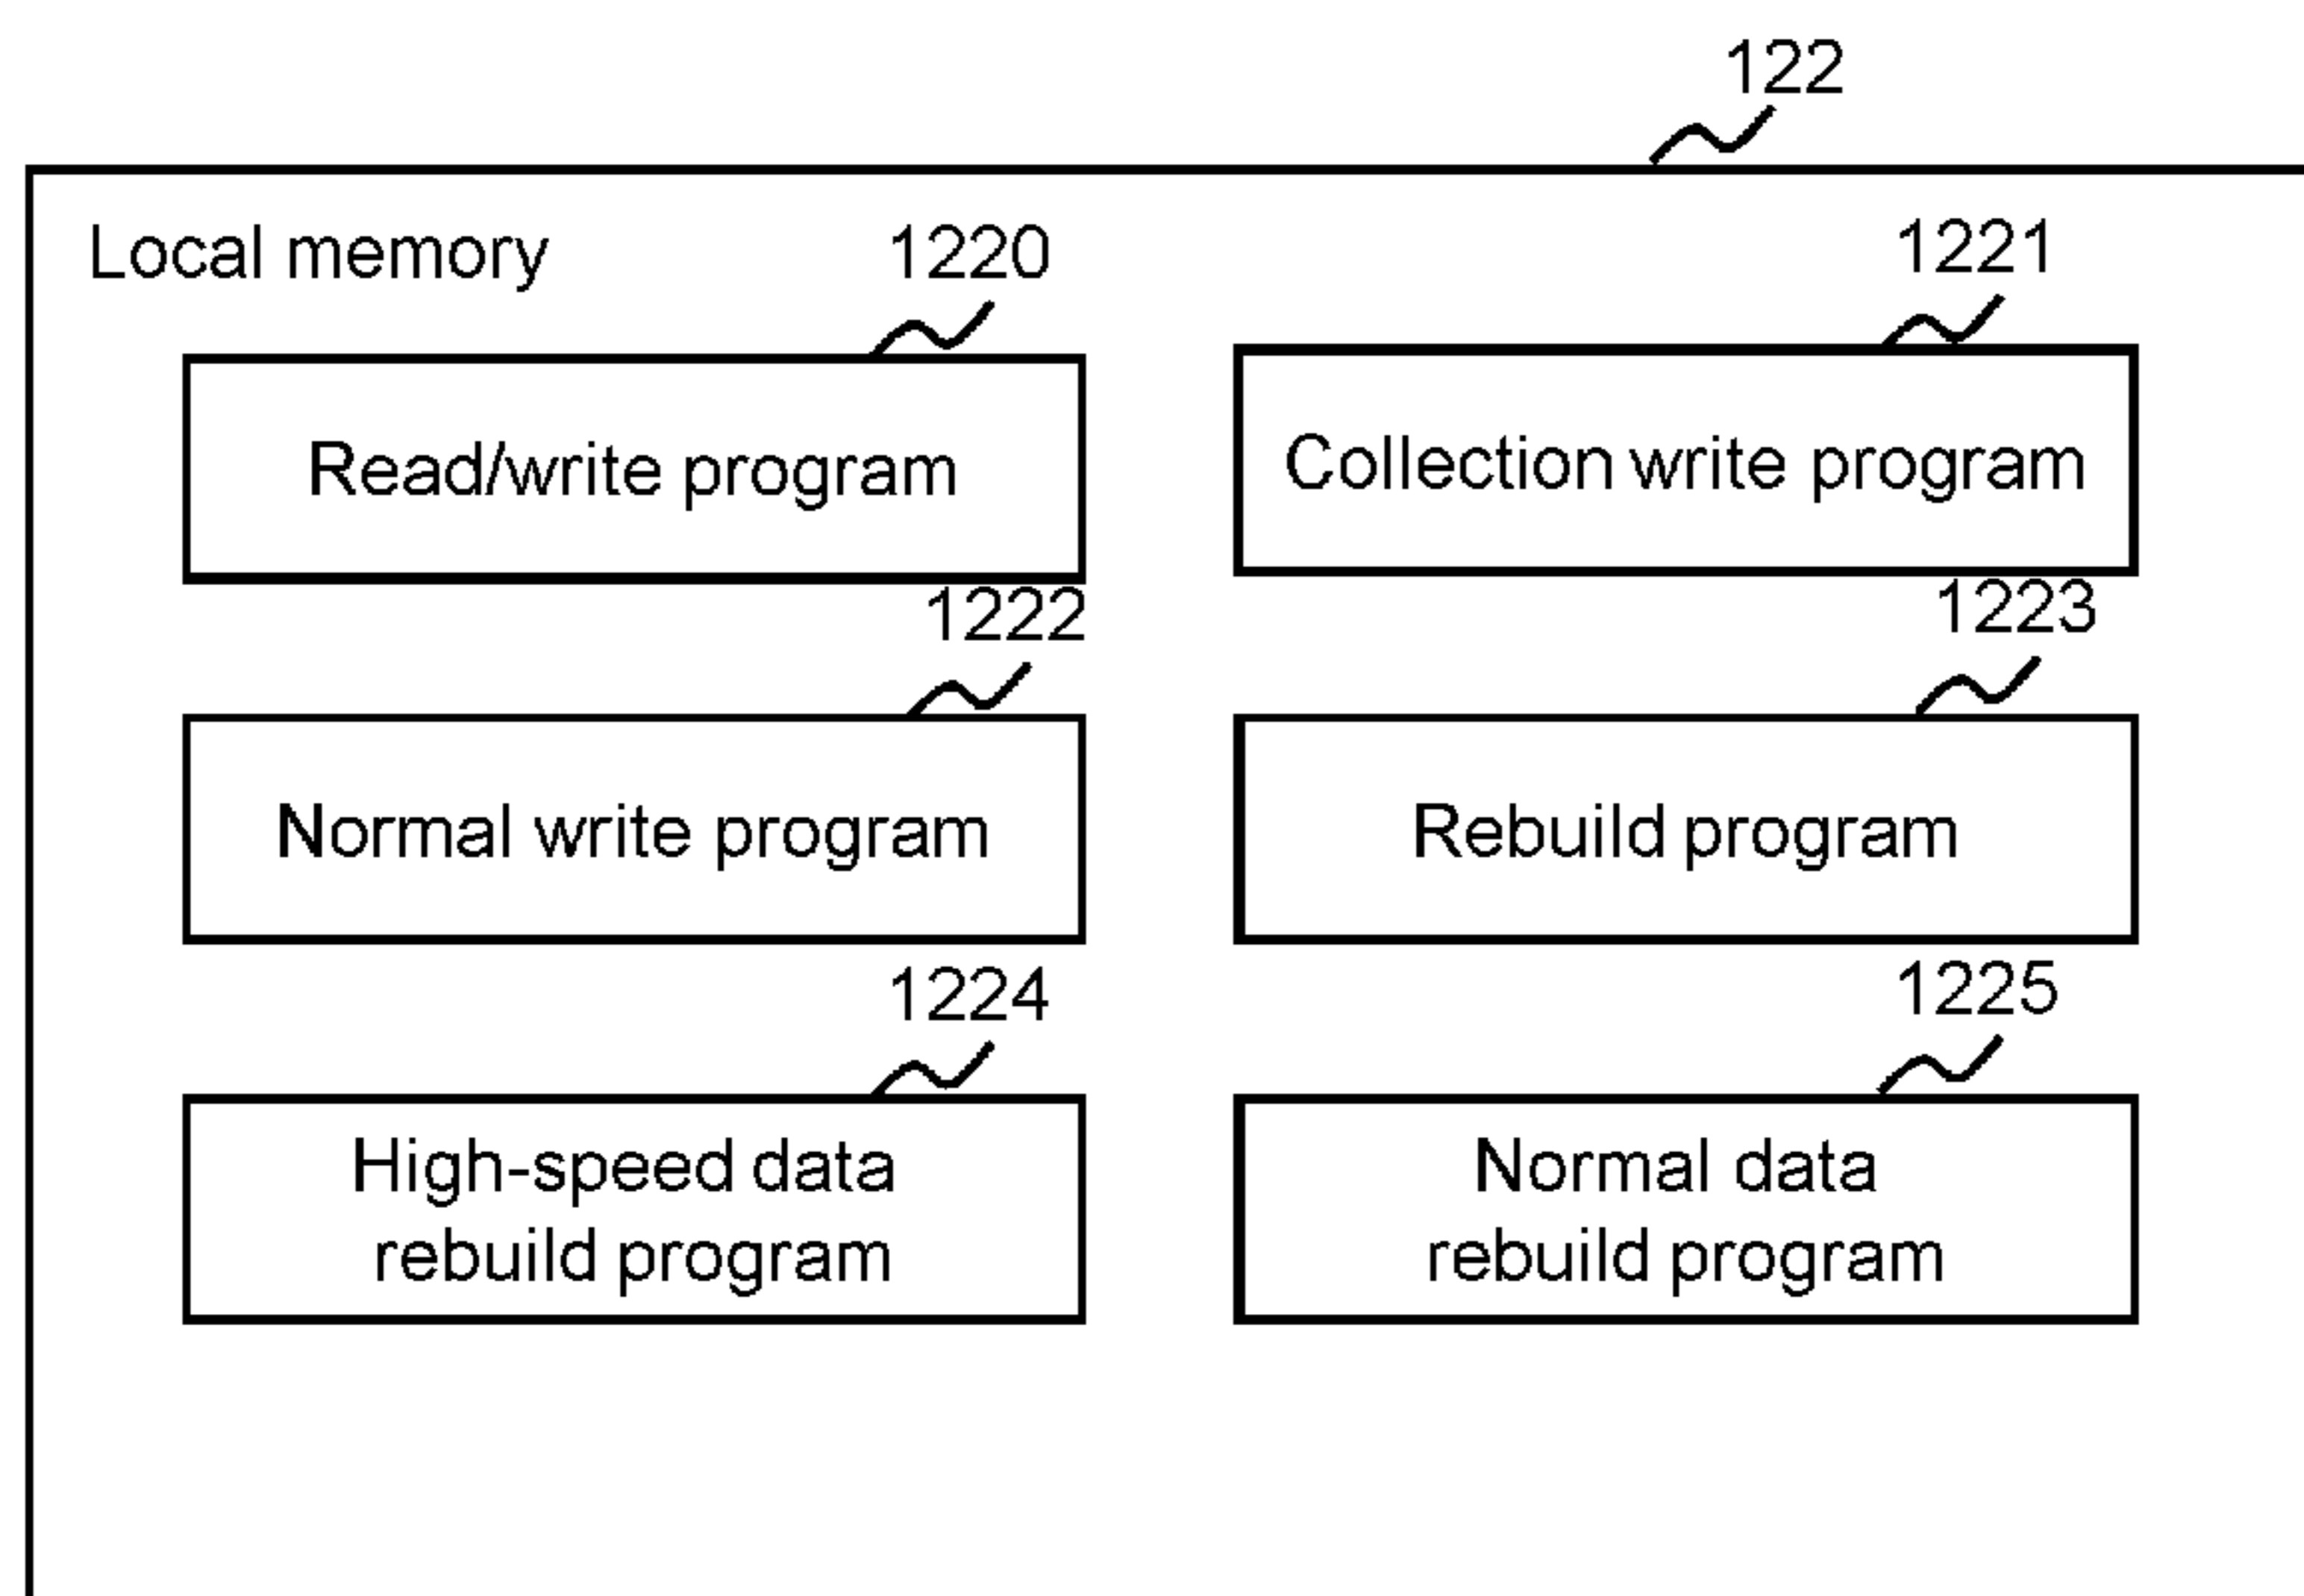 122
Local memory
1220
1221
Read/write program
Collection write program
1222
1223
Normal write program
Rebuild program
1224
1225
High-speed data
rebuild program
Normal data
rebuild program